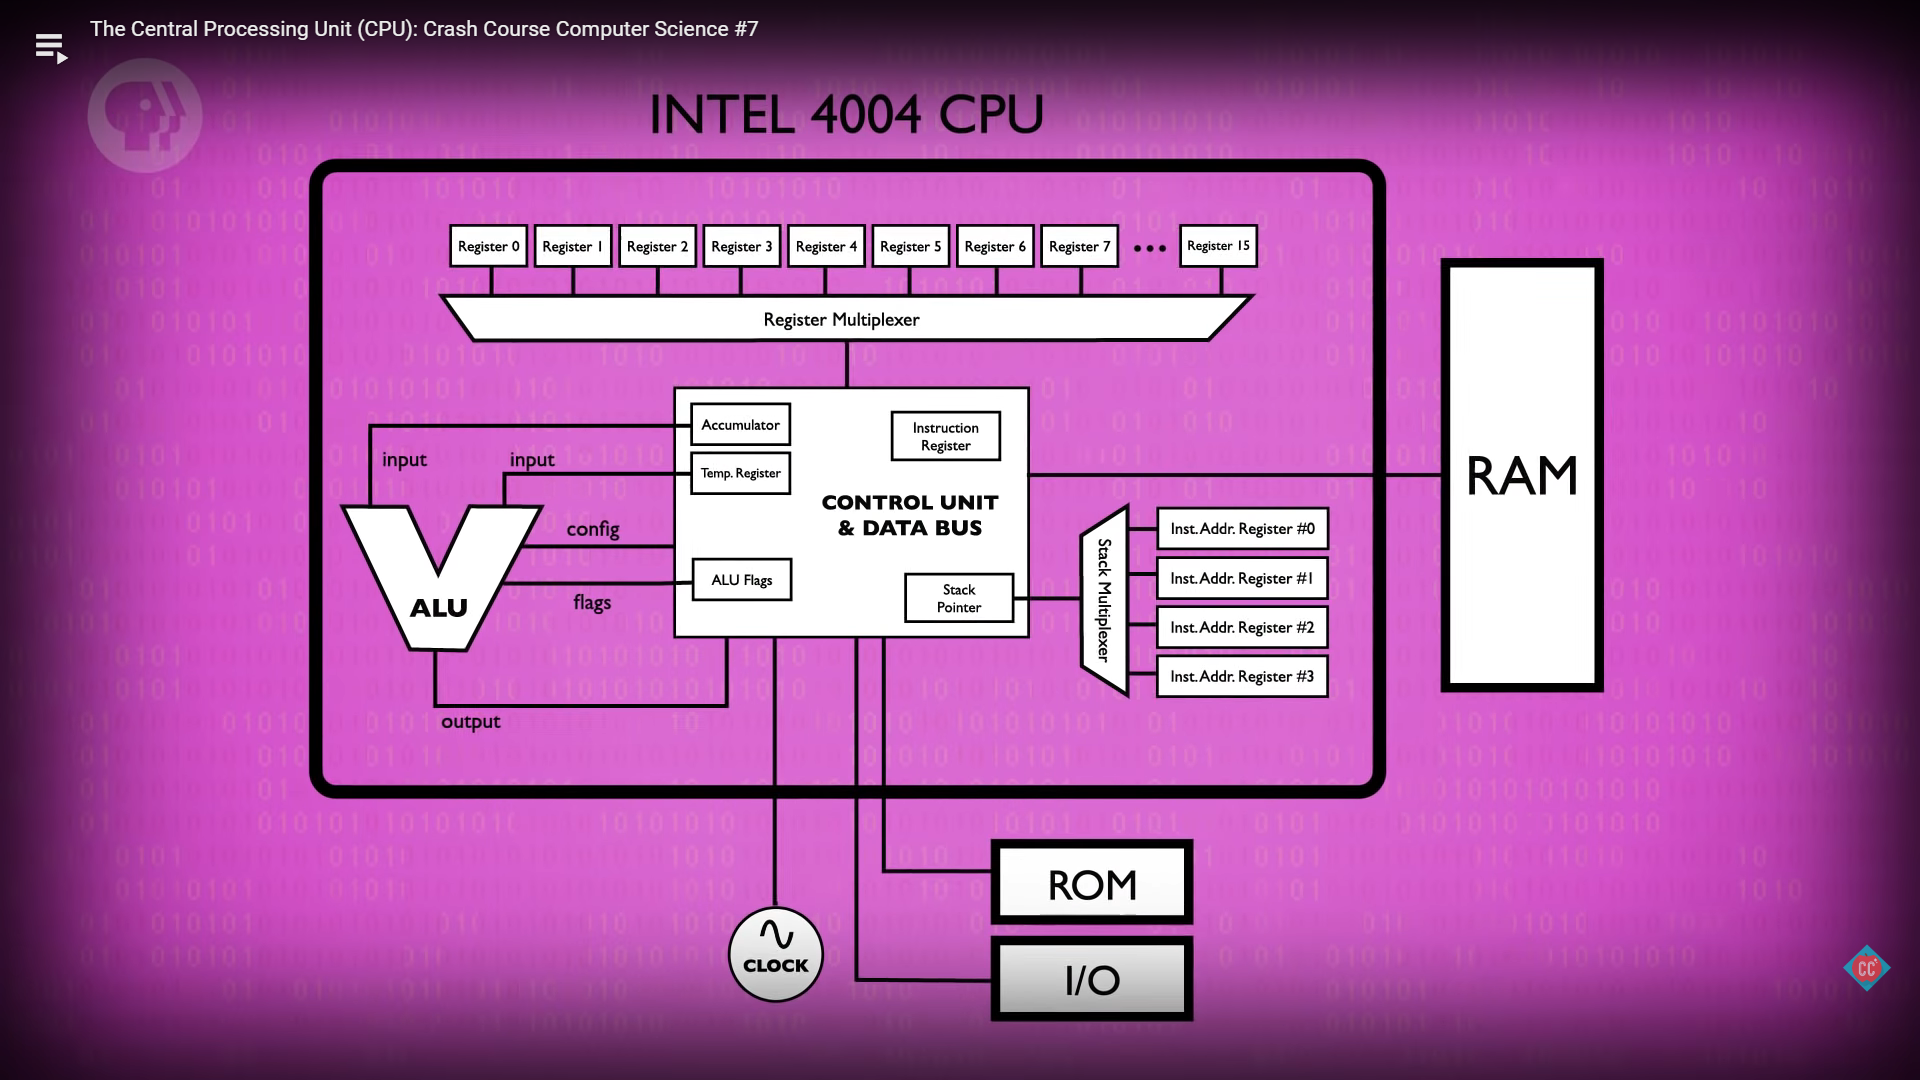 The Central Processing Unit (CPU): Crash Course Computer Science #7
INTEL 4004 CPU
Register 0
Register 1
Register 2
Register 3
Register 4
Register 5
Register 6
Register 7
•••
Register 15
Register Multiplexer
Accumulator
Instruction
Register
input
input
Temp. Register
CONTROL UNIT
& DATA BUS
RAM
config
ALU Flags
flags
ALU
Stack
Pointer
Stack Multiplexer
Inst. Addr. Register #0
Inst. Addr. Register #1
Inst. Addr. Register #2
Inst. Addr. Register #3
output
ROM
CLOCK
I/O
CC